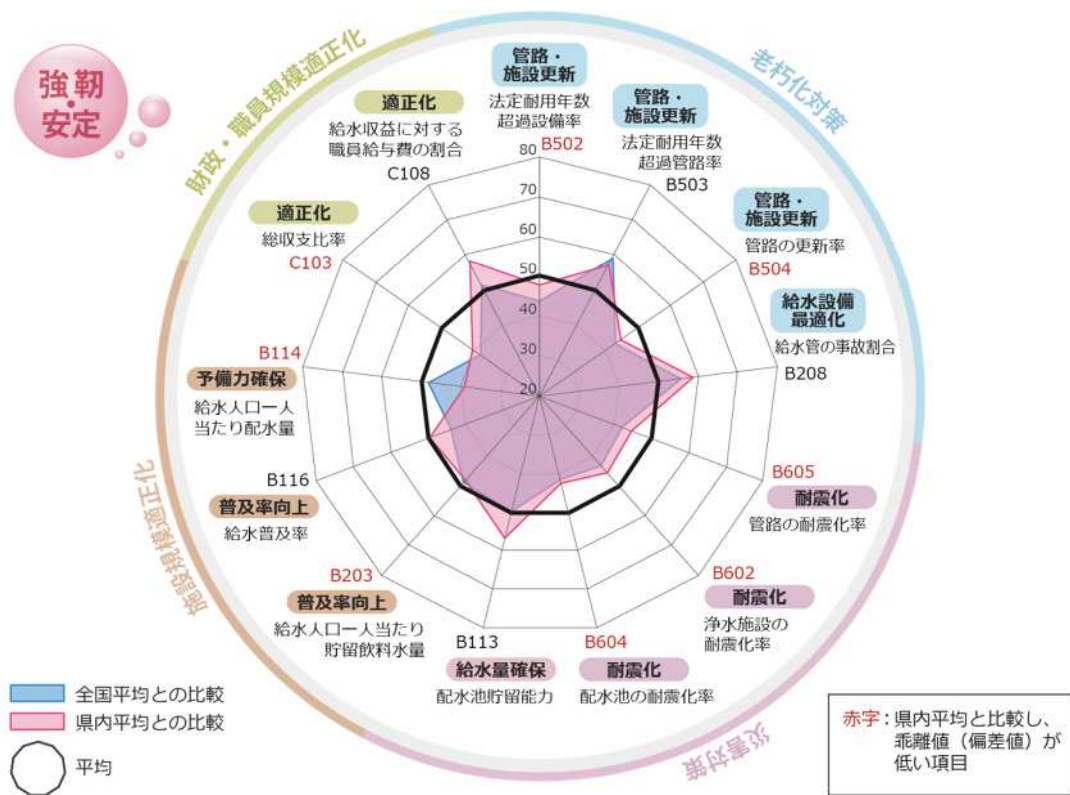 強靭
・
安定
財政・職員規模適正化
老朽化対策
災害対策
施設規模適正化
管路・
施設更新
法定耐用年数
超過設備率
B502
管路・
施設更新
法定耐用年数
超過管路率
B503
管路・
施設更新
管路の更新率
B504
給水設備
最適化
給水管の事故割合
B208
B605
耐震化
管路の耐震化率
B602
耐震化
浄水施設の
耐震化率
B604
耐震化
配水池の耐震化率
B113
給水量確保
配水池貯留能力
B203
普及率向上
給水人口一人当たり
貯留飲料水量
B116
普及率向上
給水普及率
B114
予備力確保
給水人口一人
当たり配水量
適正化
総収支比率
C103
適正化
給水収益に対する
職員給与費の割合
C108
80
70
60
50
40
30
20
全国平均との比較
県内平均との比較
平均
赤字：県内平均と比較し、
乖離値（偏差値）が
低い項目